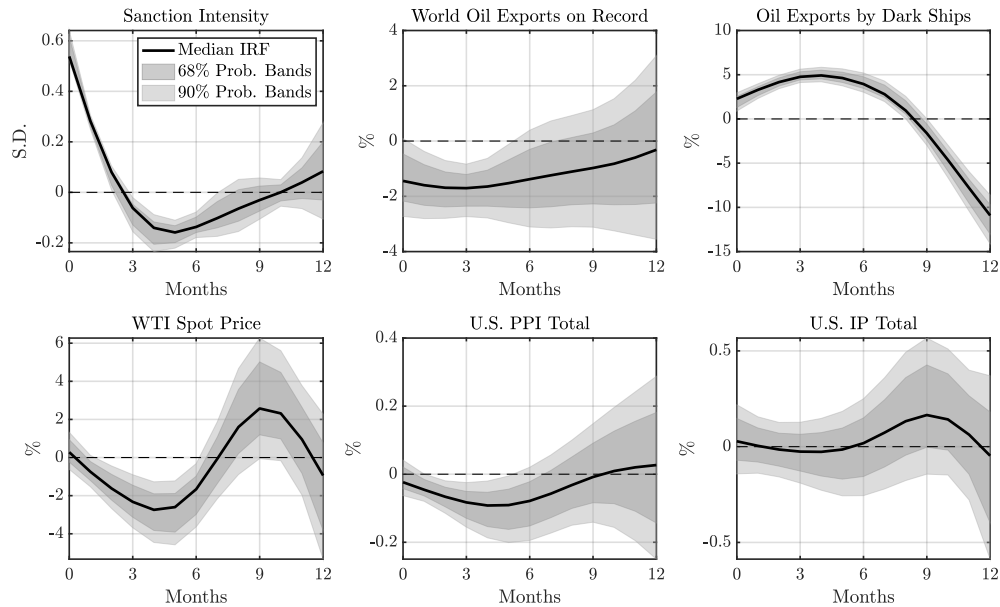 Sanction Intensity
World Oil Exports on Record
Oil Exports by Dark Ships
0.6
0.4
0.2
0
-0.2
S.D.
Median IRF
68% Prob. Bands
90% Prob. Bands
0 3 6 9 12
Months
4
2
0
-2
-4
%
0 3 6 9 12
Months
10
5
0
-5
-10
-15
%
0 3 6 9 12
Months
WTI Spot Price
U.S. PPI Total
U.S. IP Total
6
4
2
0
-2
-4
%
0 3 6 9 12
Months
0.4
0.2
0
-0.2
%
0 3 6 9 12
Months
0.5
0
-0.5
%
0 3 6 9 12
Months